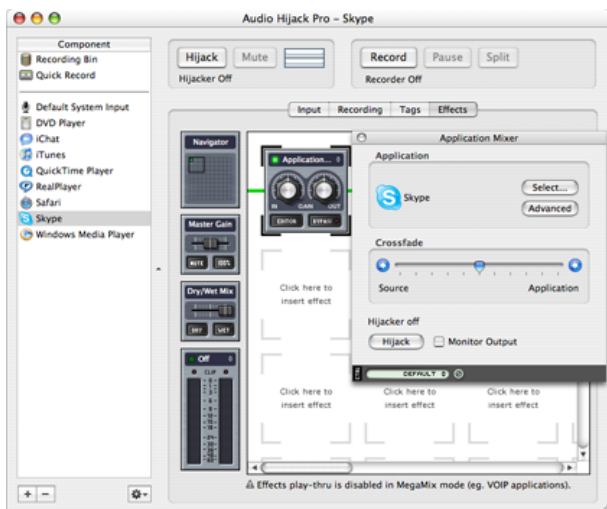 Audio Hijack Pro – Skype
Component
Recording Bin
Quick Record
Default System Input
DVD Player
iChat
iTunes
QuickTime Player
RealPlayer
Safari
Skype
Windows Media Player
Hijack
Mute
Hijacker Off
Record
Pause
Split
Recorder Off
Input
Recording
Tags
Effects
Navigator
Master Gain
MUTE
100%
Dry/Wet Mix
DRY
WET
Off
CLIP
Application...
IN
GAIN
OUT
EDITOR
BYPASS
Click here to
insert effect
Click here to
insert effect
Click here to
insert effect
Click here to
insert effect
Application Mixer
Application
Skype
Select...
Advanced
Crossfade
Source
Application
Hijacker off
Hijack
Monitor Output
CTRL
DEFAULT
Effects play-thru is disabled in MegaMix mode (eg. VOIP applications).